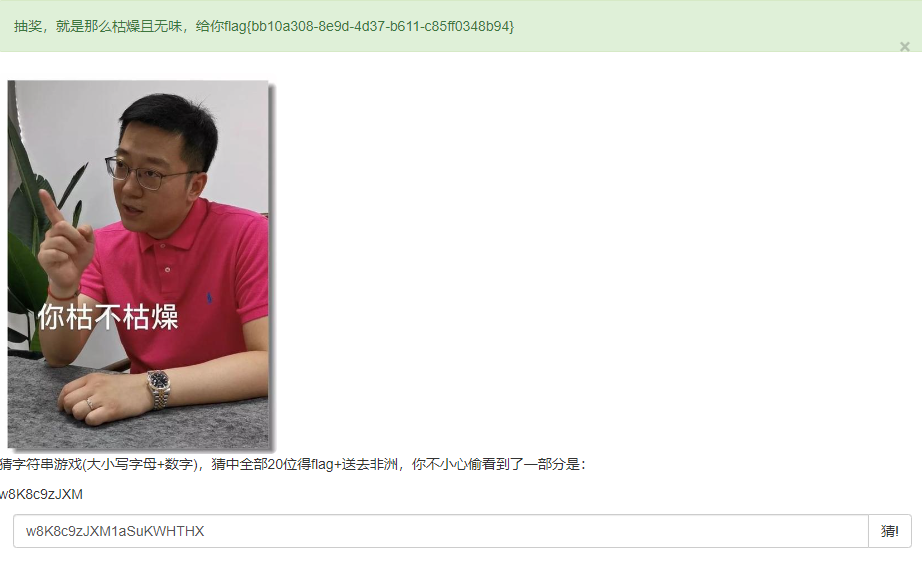 抽奖，就是那么枯燥且无味，给你flag{bb10a308-8e9d-4d37-b611-c85ff0348b94}
×
你枯不枯燥
猜字符串游戏(大小写字母+数字)，猜中全部20位得flag+送去非洲，你不小心偷看到了一部分是：
w8K8c9zJXM
w8K8c9zJXM1aSuKWHTHX
猜!